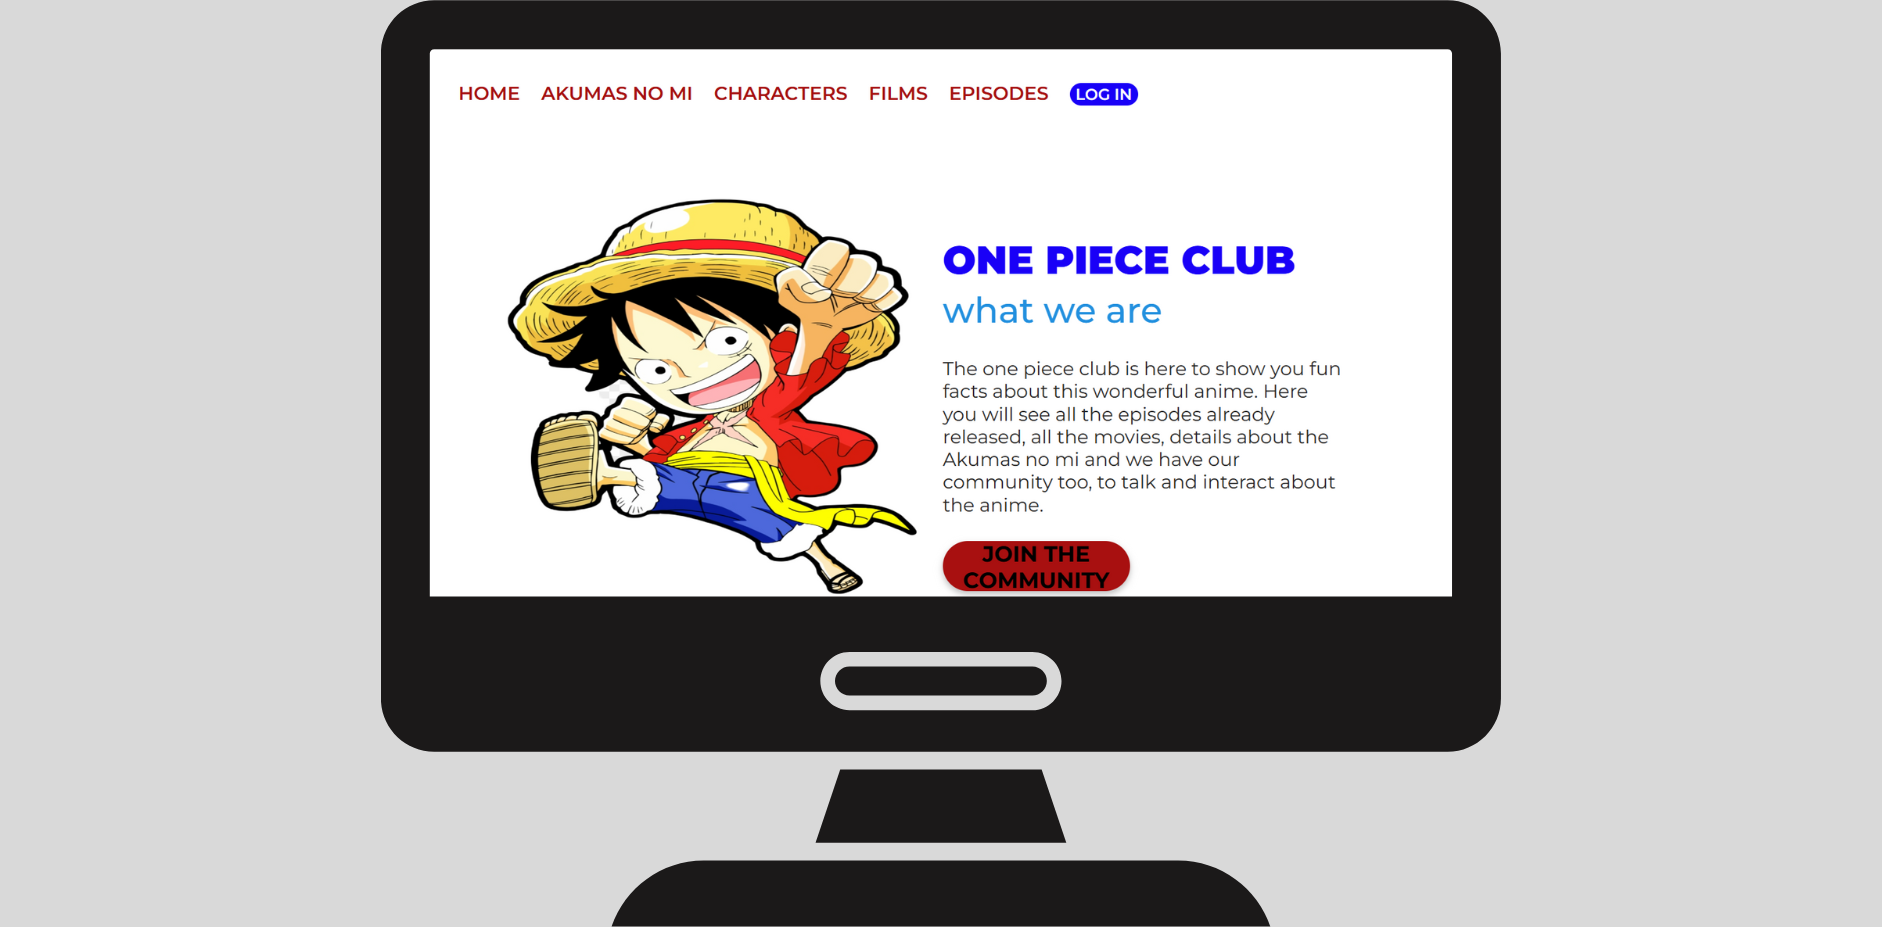 HOME AKUMAS NO MI CHARACTERS FILMS EPISODES LOG IN
ONE PIECE CLUB
what we are
The one piece club is here to show you fun
facts about this wonderful anime. Here
you will see all the episodes already
released, all the movies, details about the
Akumas no mi and we have our
community too, to talk and interact about
the anime.
JOIN THE
COMMUNITY